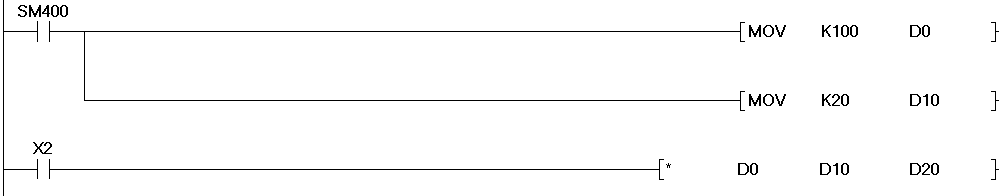 SM400
[MOV K100 D0 ]
[MOV K20 D10 ]
X2
[* D0 D10 D20 ]